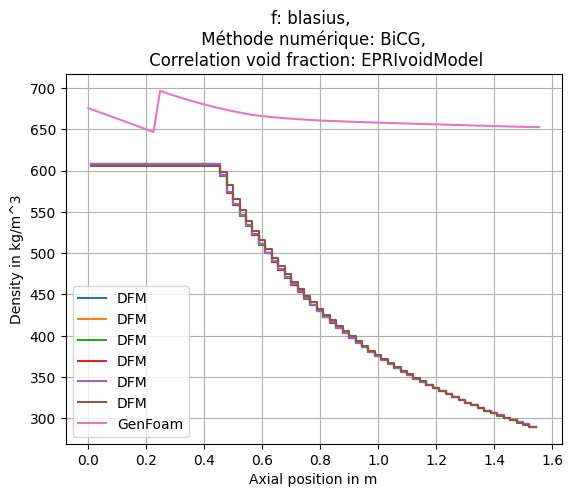 f: blasius,
Méthode numérique: BiCG,
Correlation void fraction: EPRIvoidModel
Density in kg/m^3
700
650
600
550
500
450
400
350
300
DFM
DFM
DFM
DFM
DFM
DFM
GenFoam
0.0 0.2 0.4 0.6 0.8 1.0 1.2 1.4 1.6
Axial position in m